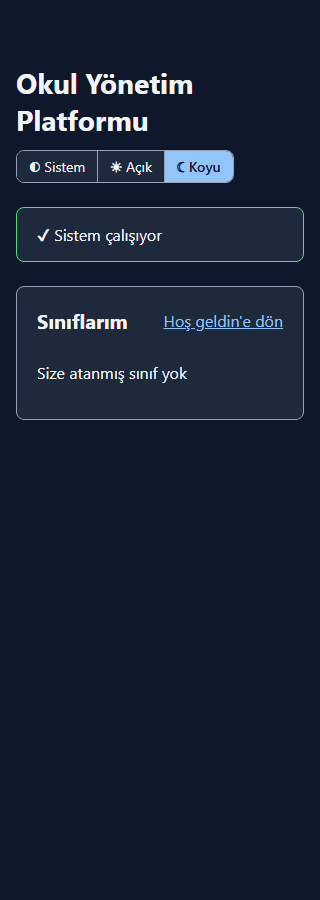 Okul Yönetim
Platformu
◐ Sistem ☀ Açık ☾ Koyu
✓ Sistem çalışıyor
Sınıflarım Hoş geldin'e dön
Size atanmış sınıf yok